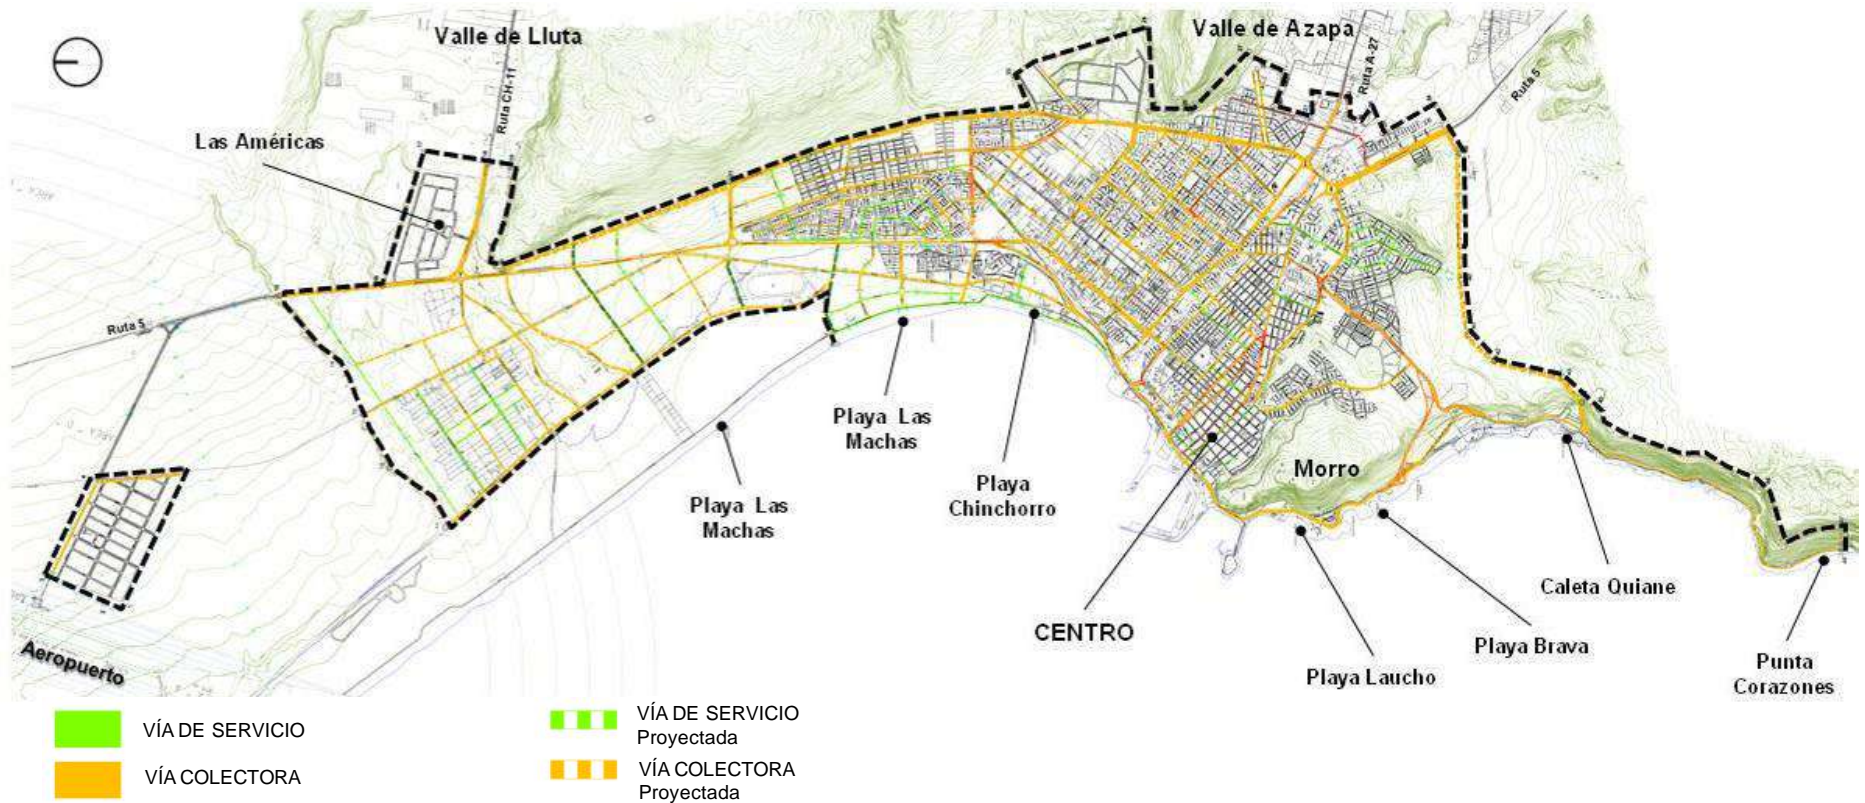 Valle de Lluta
Valle de Azapa
Ruta CH-11
Ruta A-27
Ruta 5
Las Américas
Ruta 5
Playa Las
Machas
Playa Las
Machas
Playa
Chinchorro
Morro
CENTRO
Caleta Quiane
Playa Brava
Playa Laucho
Punta
Corazones
Aeropuerto
VÍA DE SERVICIO
VÍA DE SERVICIO
Proyectada
VÍA COLECTORA
VÍA COLECTORA
Proyectada